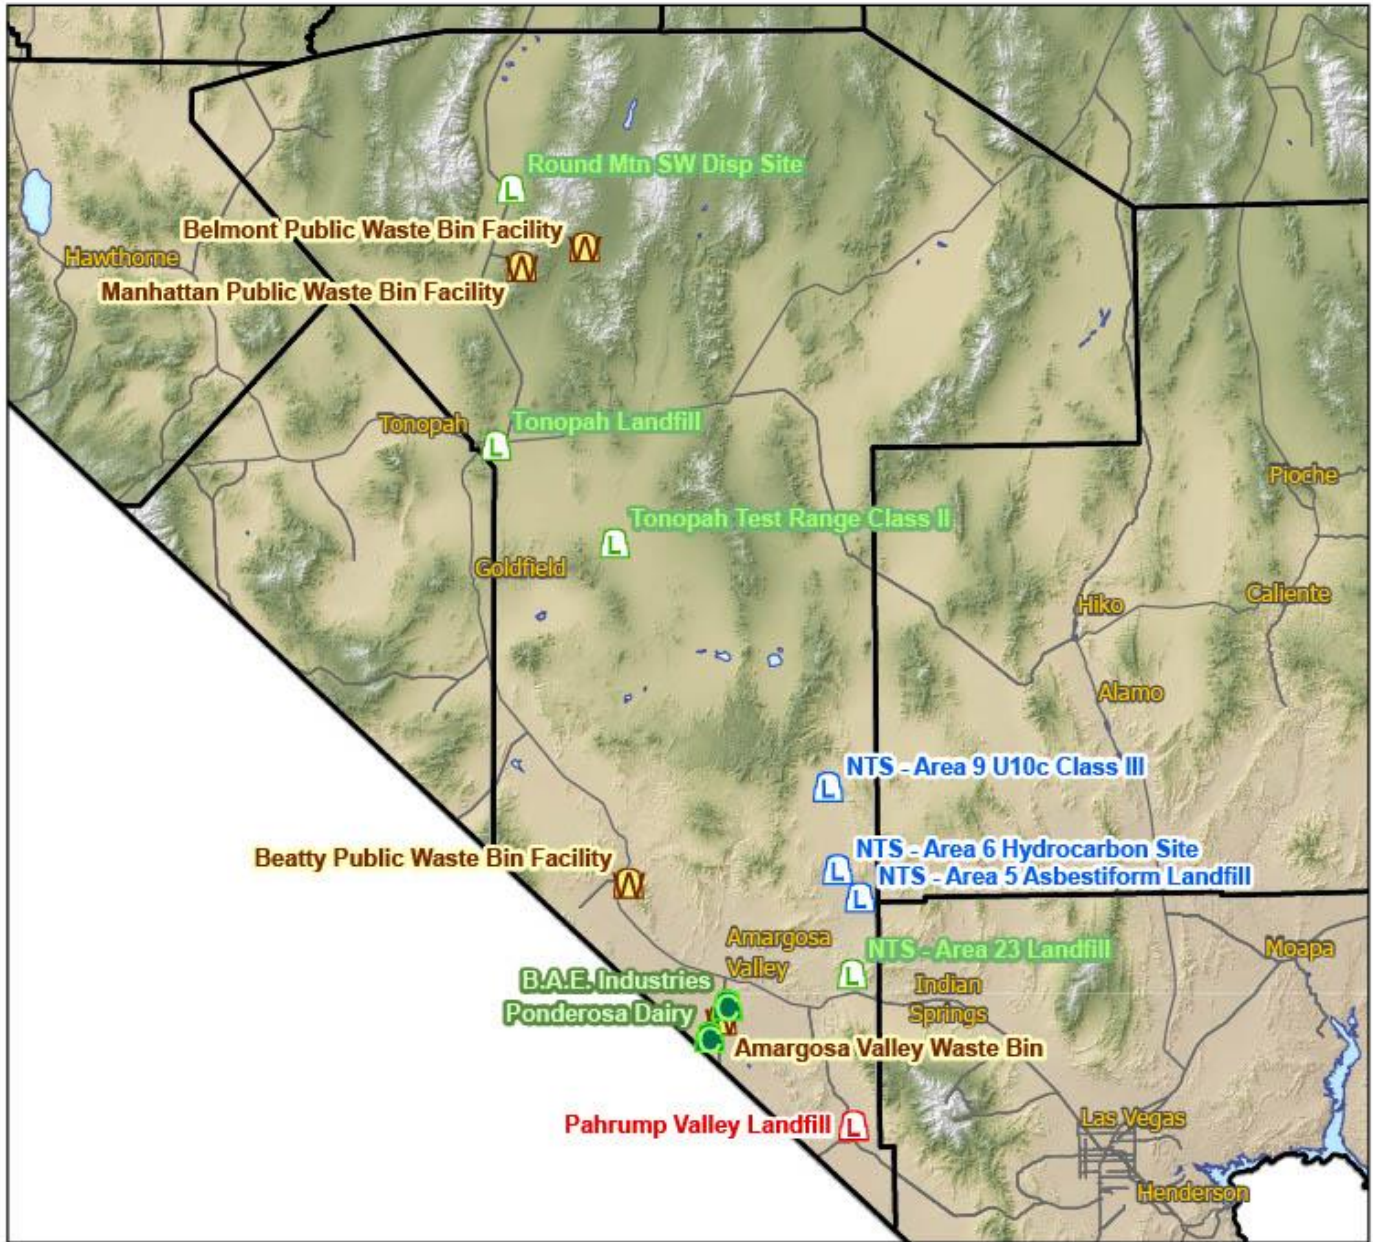 Round Mtn SW Disp Site
L
Belmont Public Waste Bin Facility
W
Hawthorne
W
Manhattan Public Waste Bin Facility
Tonopah
Tonopah Landfill
L
Pioche
Tonopah Test Range Class II
L
Goldfield
Caliente
Hiko
Alamo
NTS - Area 9 U10c Class III
L
NTS - Area 6 Hydrocarbon Site
Beatty Public Waste Bin Facility
L
NTS - Area 5 Asbestiform Landfill
W
L
Amargosa
Valley
NTS - Area 23 Landfill
L
Moapa
B.A.E. Industries
Indian
Springs
C
Ponderosa Dairy
C
Amargosa Valley Waste Bin
Pahrump Valley Landfill
L
Las Vegas
Henderson